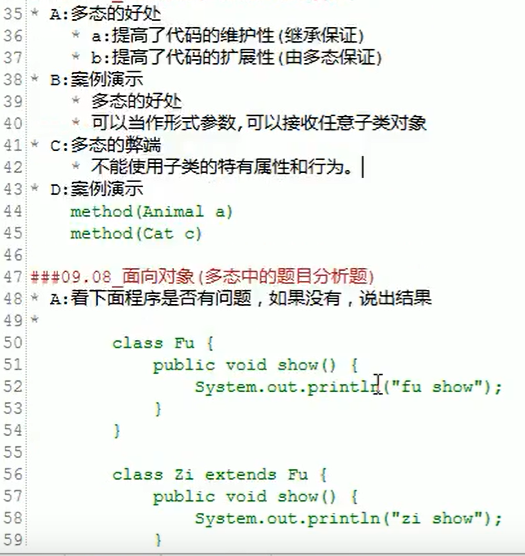 35 * A:多态的好处
36     * a:提高了代码的维护性(继承保证)
37     * b:提高了代码的扩展性(由多态保证)
38 * B:案例演示
39     * 多态的好处
40     * 可以当作形式参数,可以接收任意子类对象
41 * C:多态的弊端
42     * 不能使用子类的特有属性和行为。
43 * D:案例演示
44     method(Animal a)
45     method(Cat c)
46
47 ###09.08_面向对象(多态中的题目分析题)
48 * A:看下面程序是否有问题，如果没有，说出结果
49 *
50         class Fu {
51             public void show() {
52                 System.out.println("fu show");
53             }
54         }
55
56         class Zi extends Fu {
57             public void show() {
58                 System.out.println("zi show");
59             }